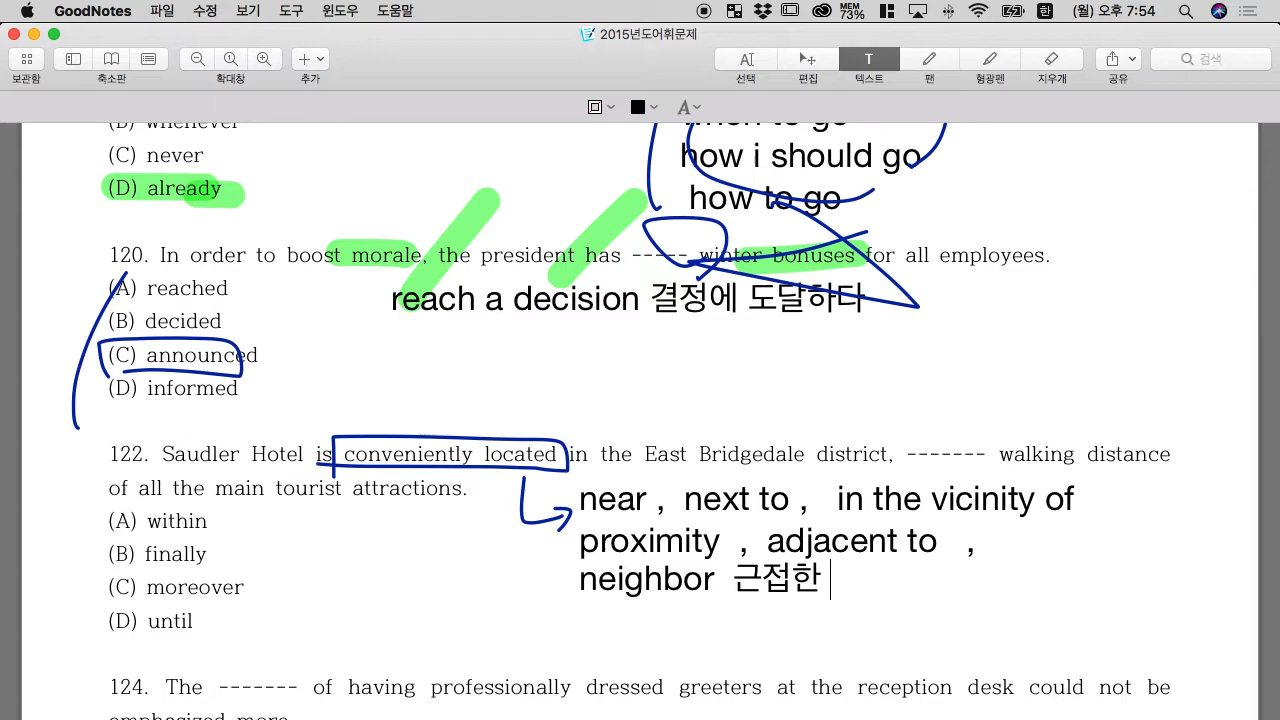 GoodNotes 파일 수정 보기 도구 윈도우 도움말 MEM 73% 한 (월) 오후 7:54
2015년도어휘문제
보관함 축소판 확대창 추가 선택 편집 텍스트 펜 형광펜 지우개 공유 검색
(B) whenever
when to go
(C) never
how i should go
(D) already
how to go
120. In order to boost morale, the president has ----- winter bonuses for all employees.
(A) reached
reach a decision 결정에 도달하다
(B) decided
(C) announced
(D) informed
122. Saudler Hotel is conveniently located in the East Bridgedale district, ------- walking distance
of all the main tourist attractions.
near , next to , in the vicinity of
(A) within
proximity , adjacent to ,
(B) finally
neighbor 근접한
(C) moreover
(D) until
124. The ------- of having professionally dressed greeters at the reception desk could not be
emphasized more.